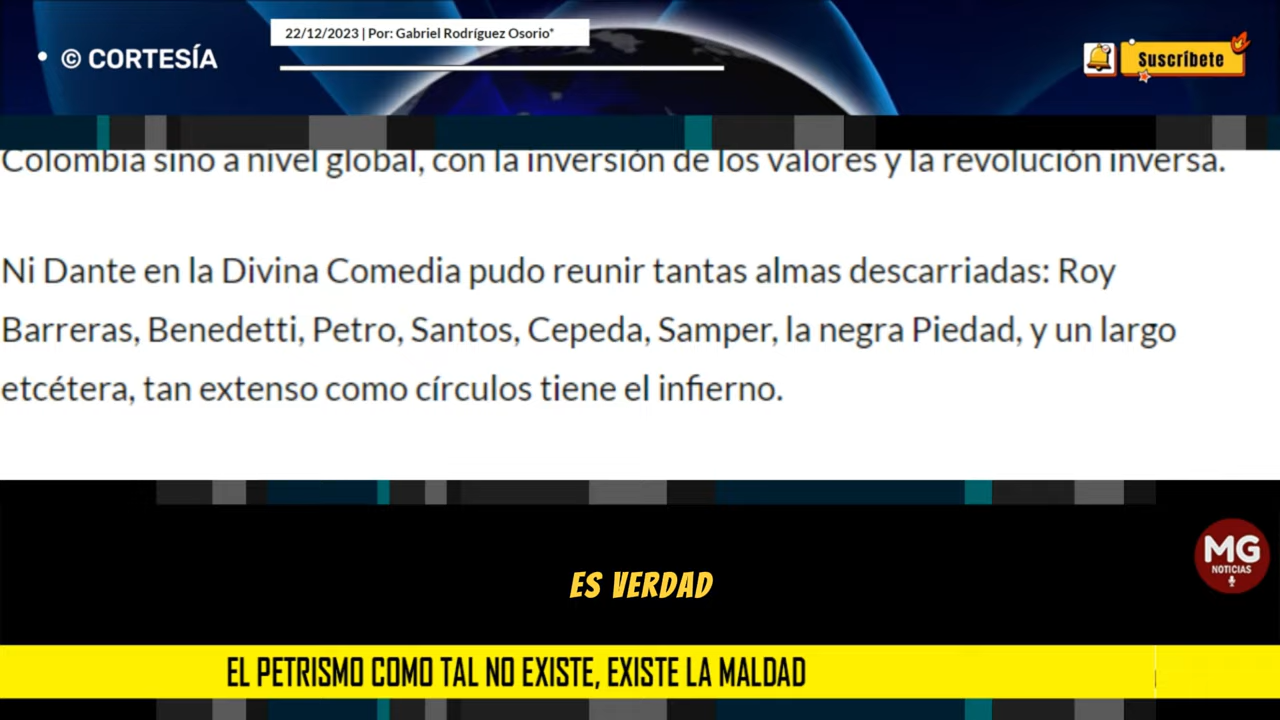 22/12/2023 | Por: Gabriel Rodríguez Osorio*
• © CORTESÍA
Suscríbete
Colombia sino a nivel global, con la inversión de los valores y la revolución inversa.
Ni Dante en la Divina Comedia pudo reunir tantas almas descarriadas: Roy
Barreras, Benedetti, Petro, Santos, Cepeda, Samper, la negra Piedad, y un largo
etcétera, tan extenso como círculos tiene el infierno.
MG
NOTICIAS
ES VERDAD
EL PETRISMO COMO TAL NO EXISTE, EXISTE LA MALDAD